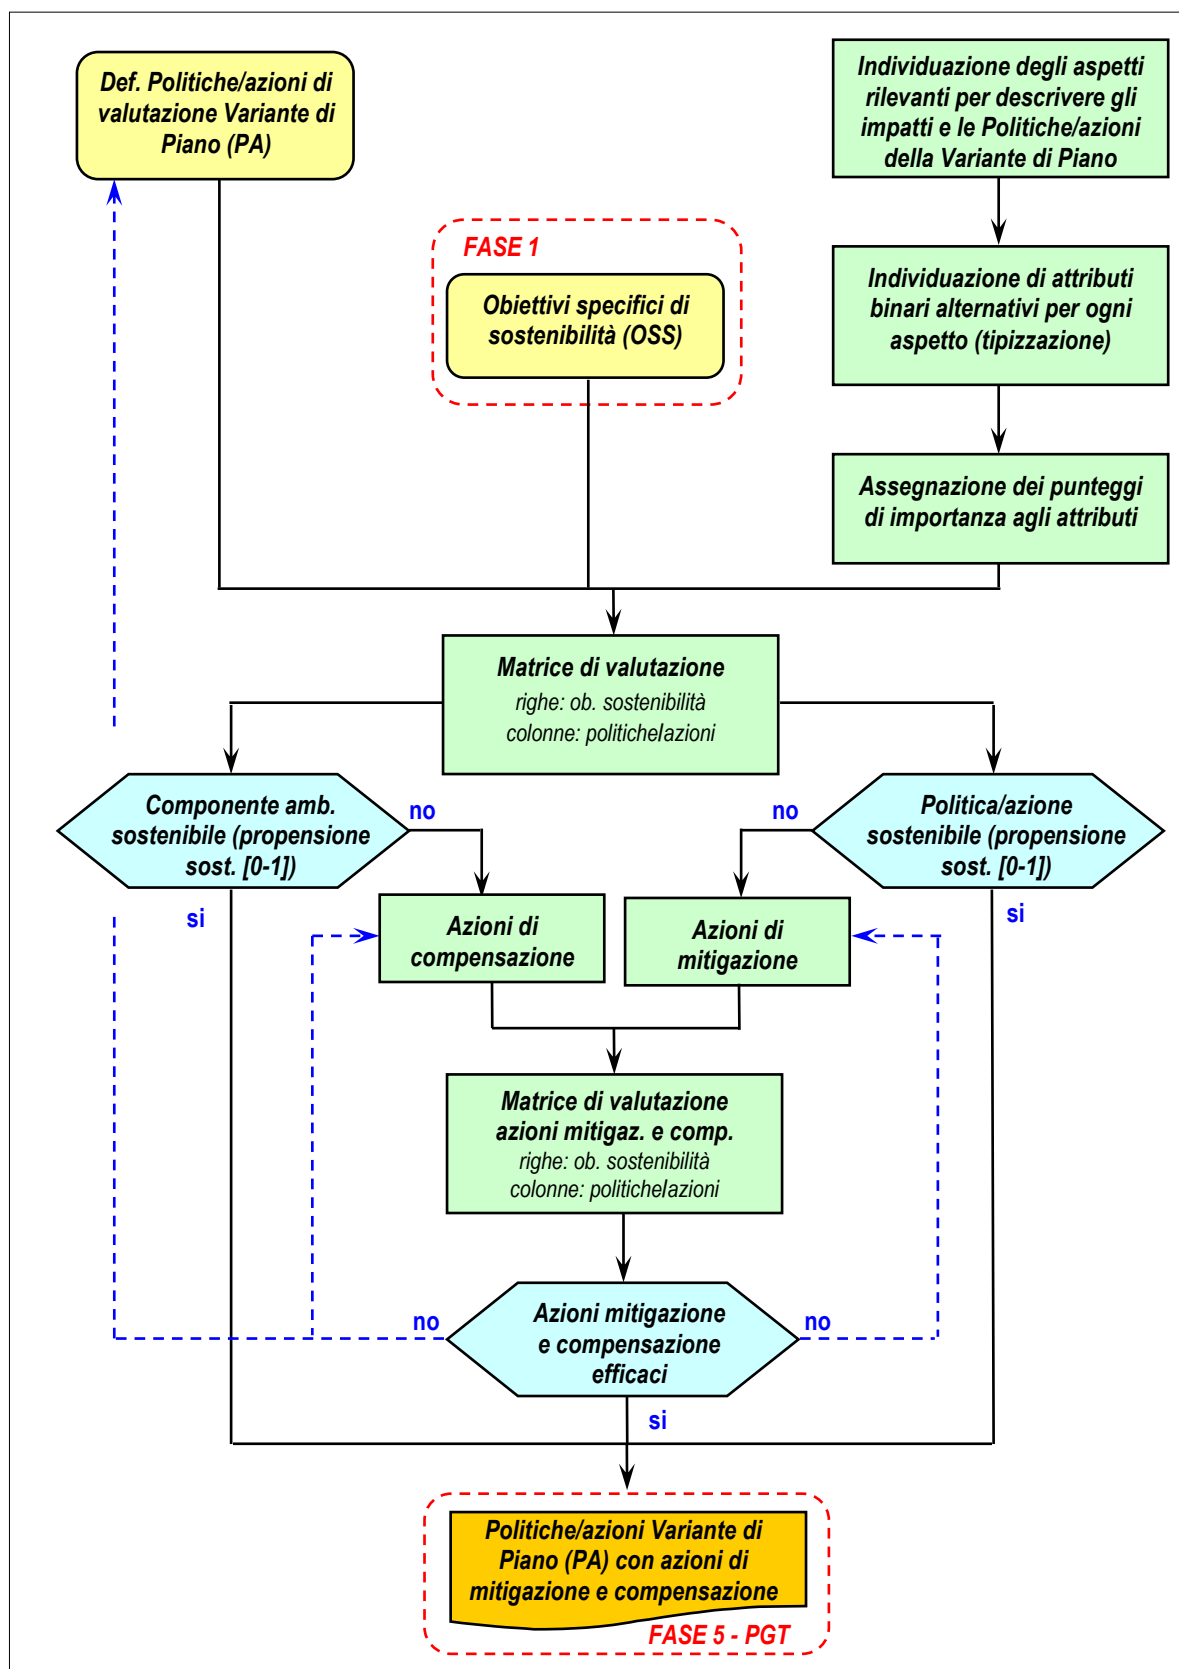 Def. Politiche/azioni di
valutazione Variante di
Piano (PA)
Individuazione degli aspetti
rilevanti per descrivere gli
impatti e le Politiche/azioni
della Variante di Piano
FASE 1
Obiettivi specifici di
sostenibilità (OSS)
Individuazione di attributi
binari alternativi per ogni
aspetto (tipizzazione)
Assegnazione dei punteggi
di importanza agli attributi
Matrice di valutazione
righe: ob. sostenibilità
colonne: politiche/azioni
Componente amb.
sostenibile (propensione
sost. [0-1])
no
no
Politica/azione
sostenibile (propensione
sost. [0-1])
si
si
Azioni di
compensazione
Azioni di
mitigazione
Matrice di valutazione
azioni mitigaz. e comp.
righe: ob. sostenibilità
colonne: politiche/azioni
no
Azioni mitigazione
e compensazione
efficaci
no
si
Politiche/azioni Variante di
Piano (PA) con azioni di
mitigazione e compensazione
FASE 5 - PGT